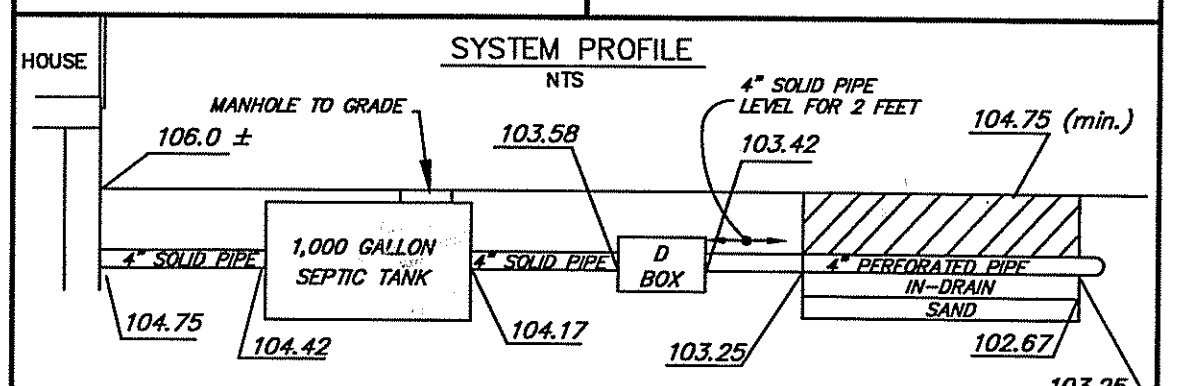 SYSTEM PROFILE
NTS
HOUSE
MANHOLE TO GRADE
4" SOLID PIPE
LEVEL FOR 2 FEET
104.75 (min.)
106.0 ±
103.58
103.42
4" SOLID PIPE
1,000 GALLON
SEPTIC TANK
4" SOLID PIPE
D
BOX
4" PERFORATED PIPE
IN-DRAIN
SAND
104.75
104.42
104.17
103.25
102.67
103.25